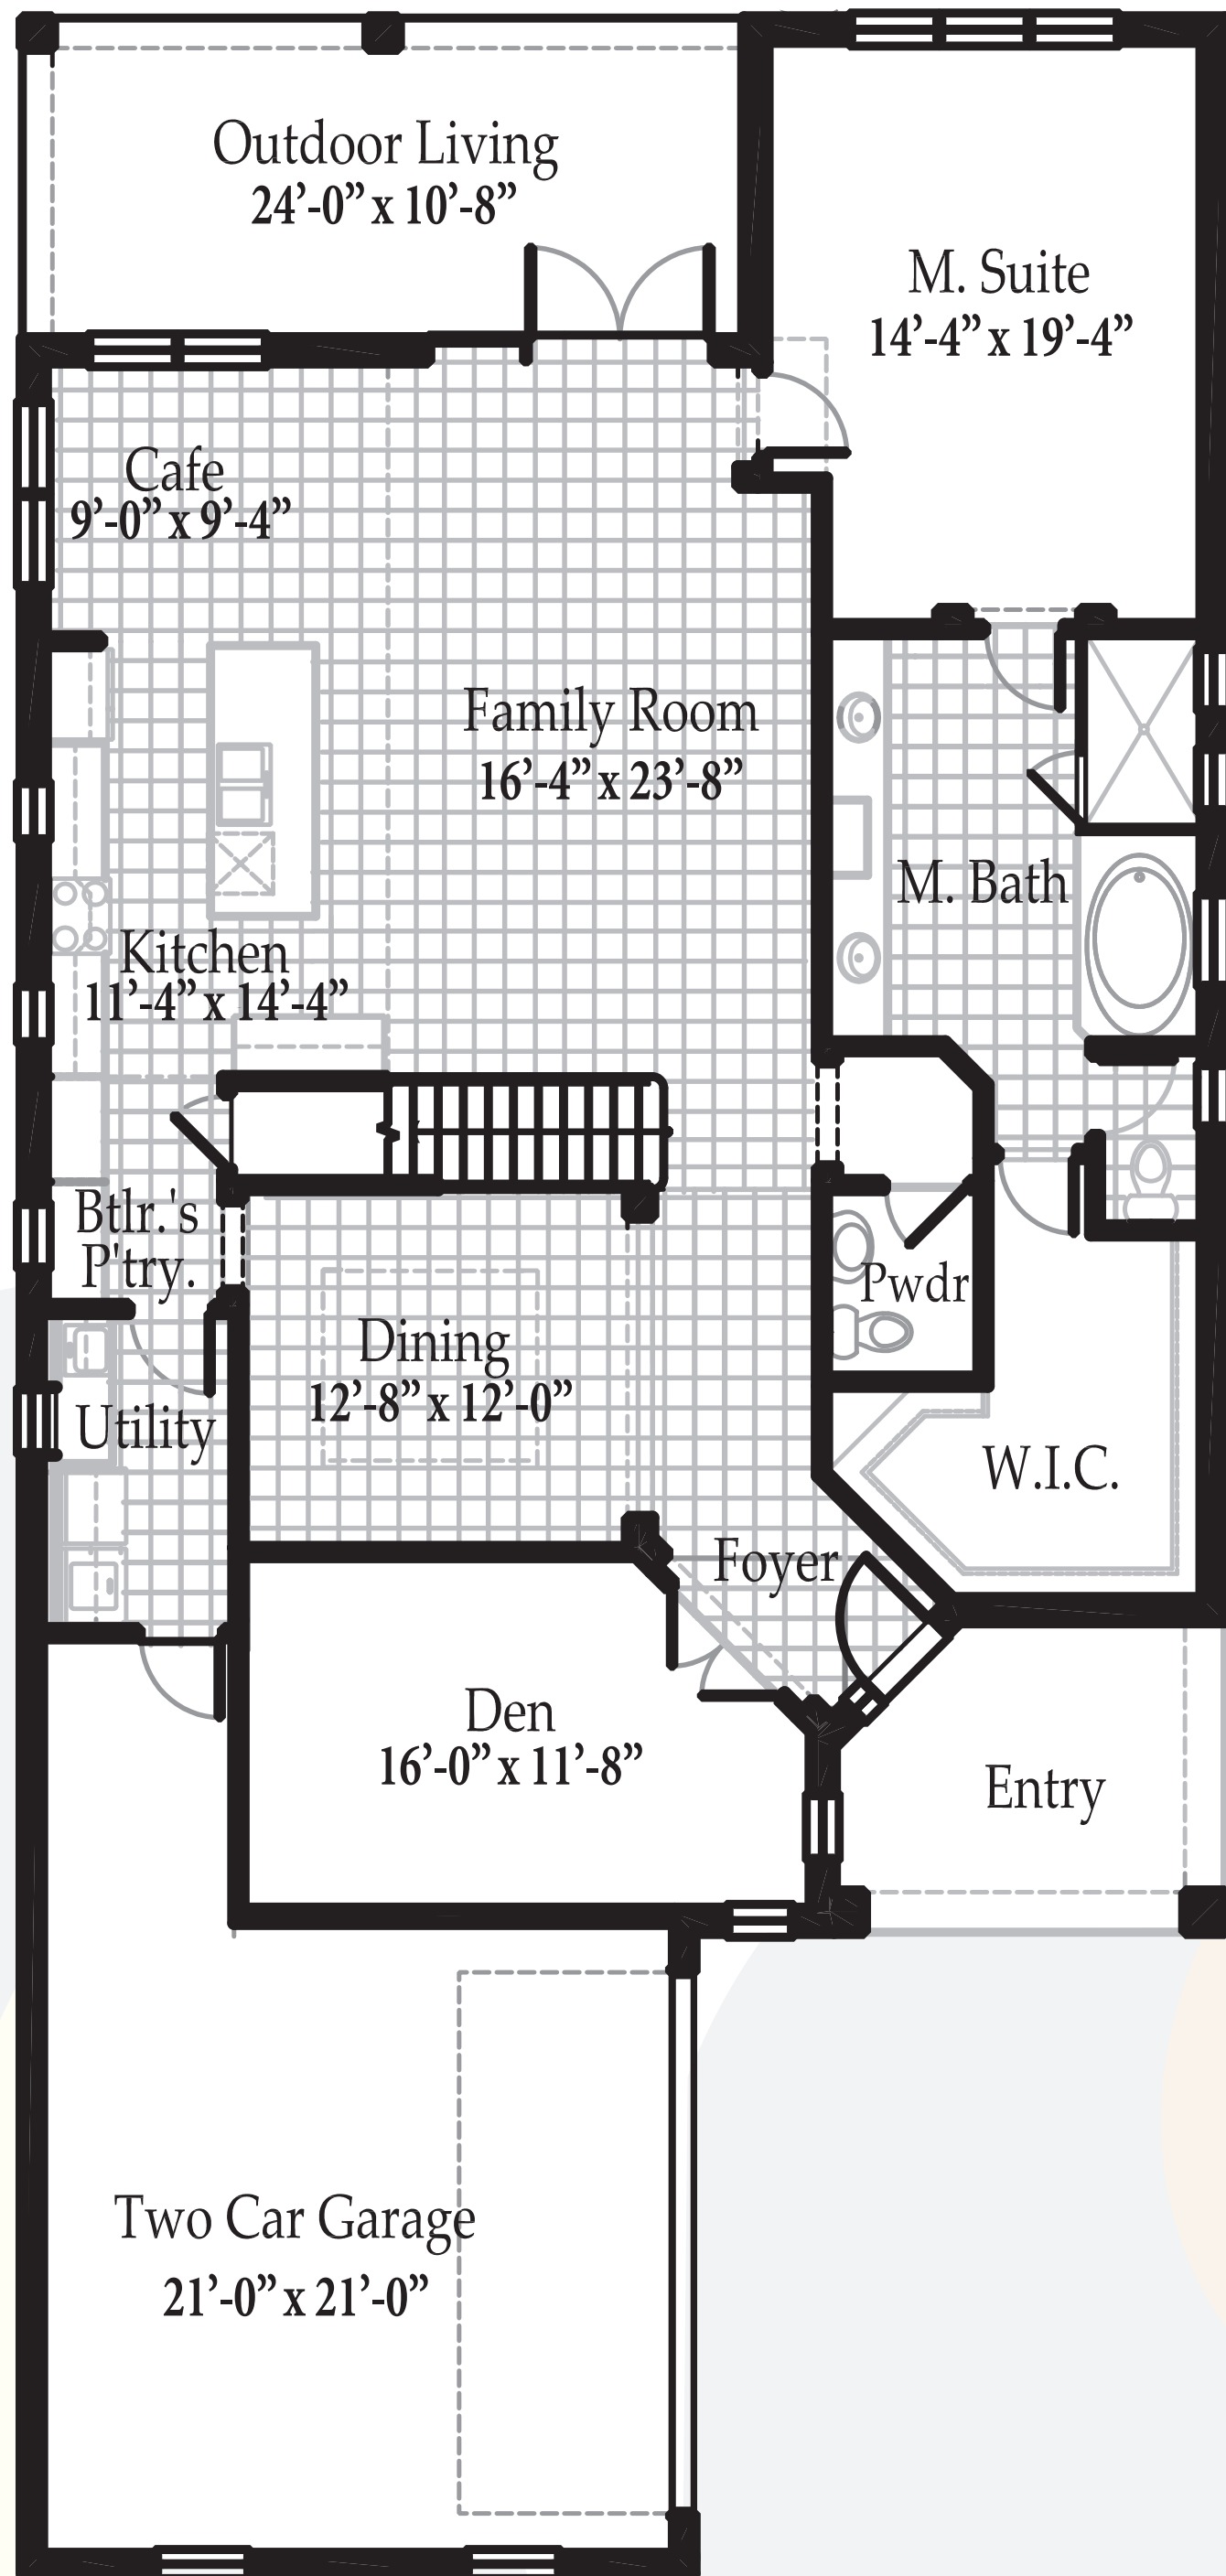 Outdoor Living
24’-0” x 10’-8”
M. Suite
14’-4” x 19’-4”
Cafe
9’-0” x 9’-4”
Family Room
16’-4” x 23’-8”
M. Bath
Kitchen
11’-4” x 14’-4”
Btlr.'s
P'try.
Pwdr
Dining
12’-8” x 12’-0”
Utility
W.I.C.
Foyer
Den
16’-0” x 11’-8”
Entry
Two Car Garage
21’-0” x 21’-0”